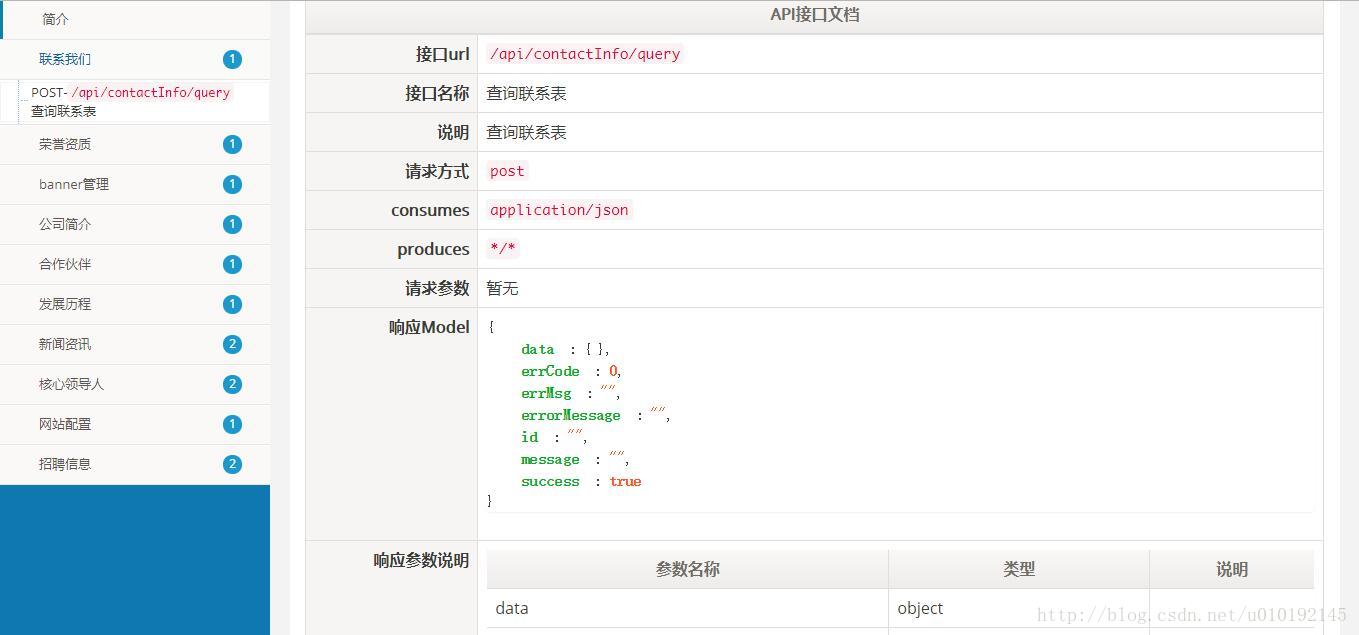 简介
联系我们 1
POST- /api/contactInfo/query
查询联系表
荣誉资质 1
banner管理 1
公司简介 1
合作伙伴 1
发展历程 1
新闻资讯 2
核心领导人 2
网站配置 1
招聘信息 2
API接口文档
接口url /api/contactInfo/query
接口名称 查询联系表
说明 查询联系表
请求方式 post
consumes application/json
produces */*
请求参数 暂无
响应Model {
data : { },
errCode : 0,
errMsg : "",
errorMessage : "",
id : "",
message : "",
success : true
}
响应参数说明 参数名称 类型 说明
data object
http://blog.csdn.net/u010192145